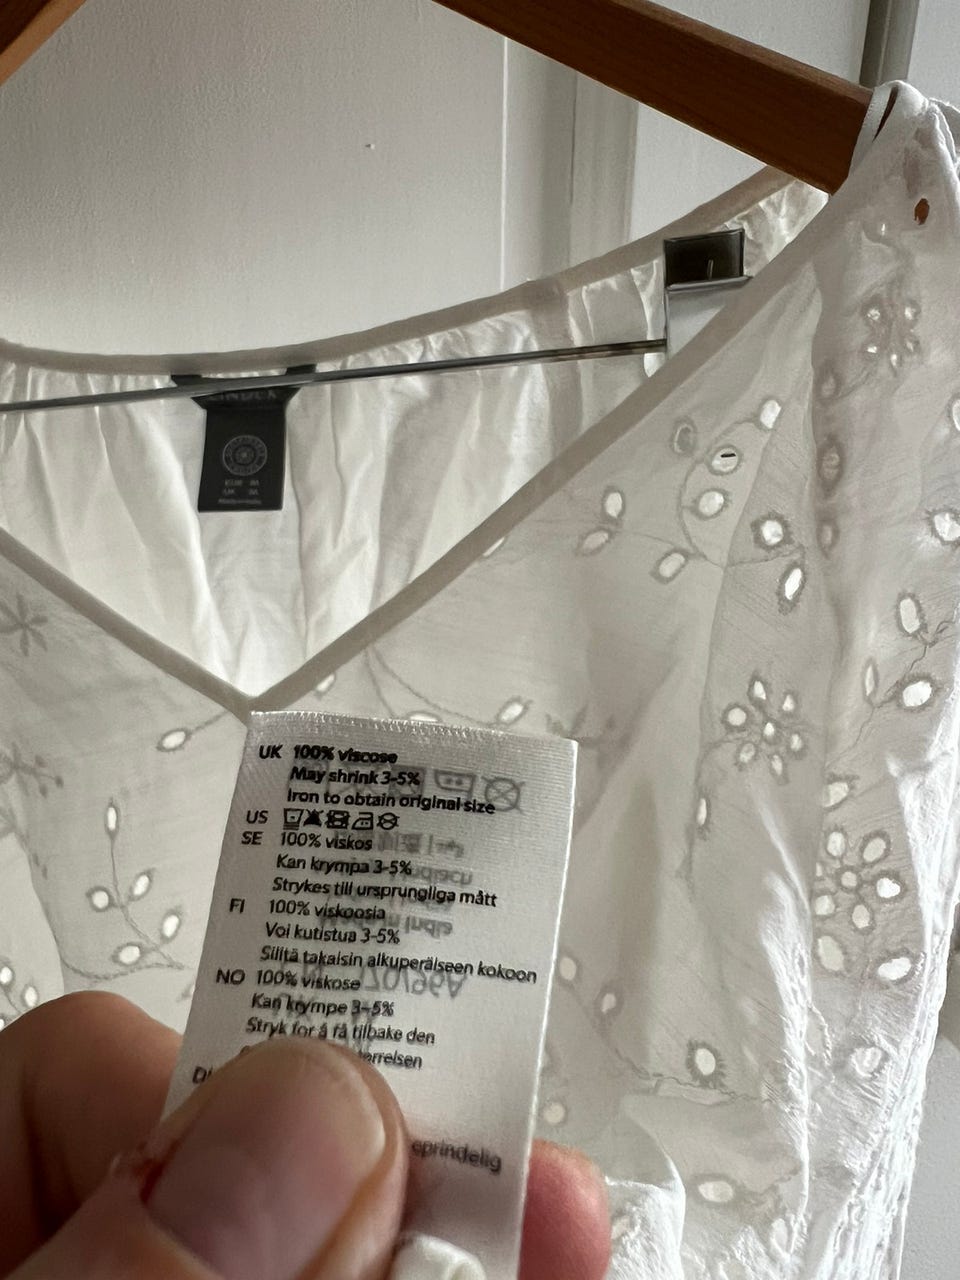 EUR M
UK M
UK 100% viscose
May shrink 3-5%
Iron to obtain original size
US
SE 100% viskos
Kan krympa 3-5%
Strykes till ursprungliga mått
FI 100% viskoosia
Voi kutistua 3-5%
Silitä takaisin alkuperäiseen kokoon
NO 100% viskose
Kan krympe 3-5%
Stryk for å få tilbake den